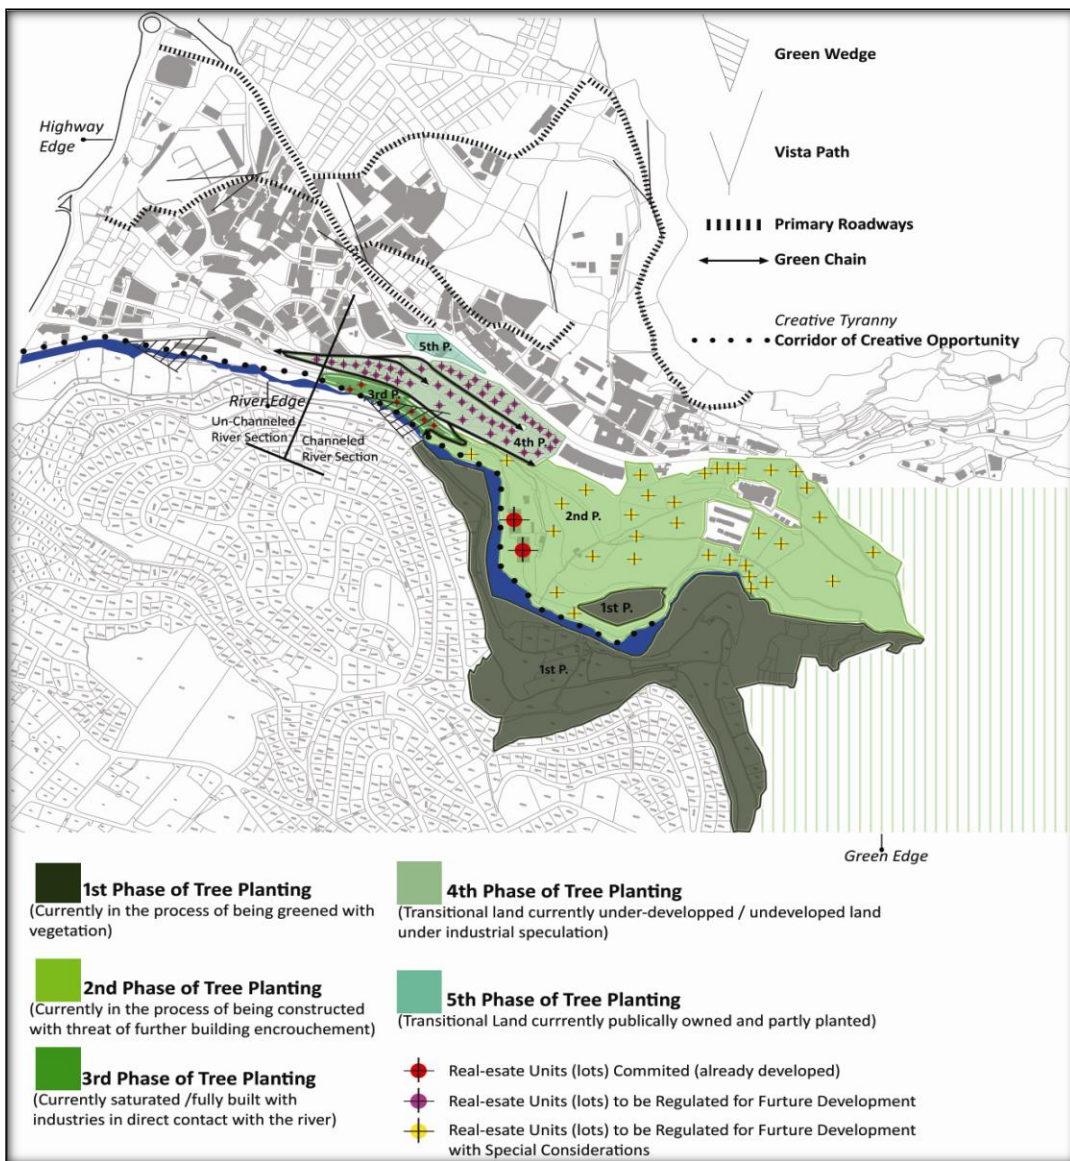 Green Wedge
Highway
Edge
Vista Path
Primary Roadways
Green Chain
Creative Tyranny
Corridor of Creative Opportunity
5th P.
3rd P.
River Edge
Un-Channeled
River Section
Channeled
River Section
4th P.
2nd P.
1st P.
1st P.
Green Edge
1st Phase of Tree Planting
(Currently in the process of being greened with
vegetation)
2nd Phase of Tree Planting
(Currently in the process of being constructed
with threat of further building encrouchement)
3rd Phase of Tree Planting
(Currently saturated /fully built with
industries in direct contact with the river)
4th Phase of Tree Planting
(Transitional land currently under-developped / undeveloped land
under industrial speculation)
5th Phase of Tree Planting
(Transitional Land currrently publically owned and partly planted)
Real-esate Units (lots) Commited (already developed)
Real-esate Units (lots) to be Regulated for Furture Development
Real-esate Units (lots) to be Regulated for Furture Development
with Special Considerations